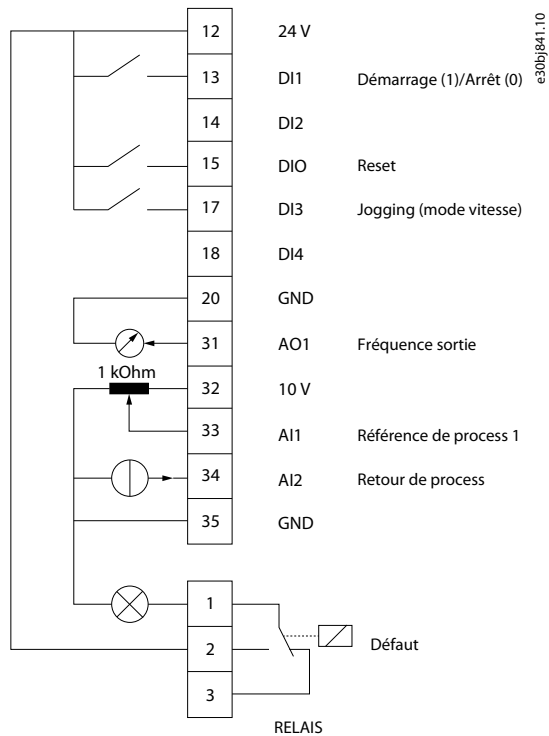 e30bj841.10
12 24 V
13 DI1 Démarrage (1)/Arrêt (0)
14 DI2
15 DIO Reset
17 DI3 Jogging (mode vitesse)
18 DI4
20 GND
31 AO1 Fréquence sortie
1 kOhm
32 10 V
33 AI1 Référence de process 1
34 AI2 Retour de process
35 GND
1
2 Défaut
3
RELAIS